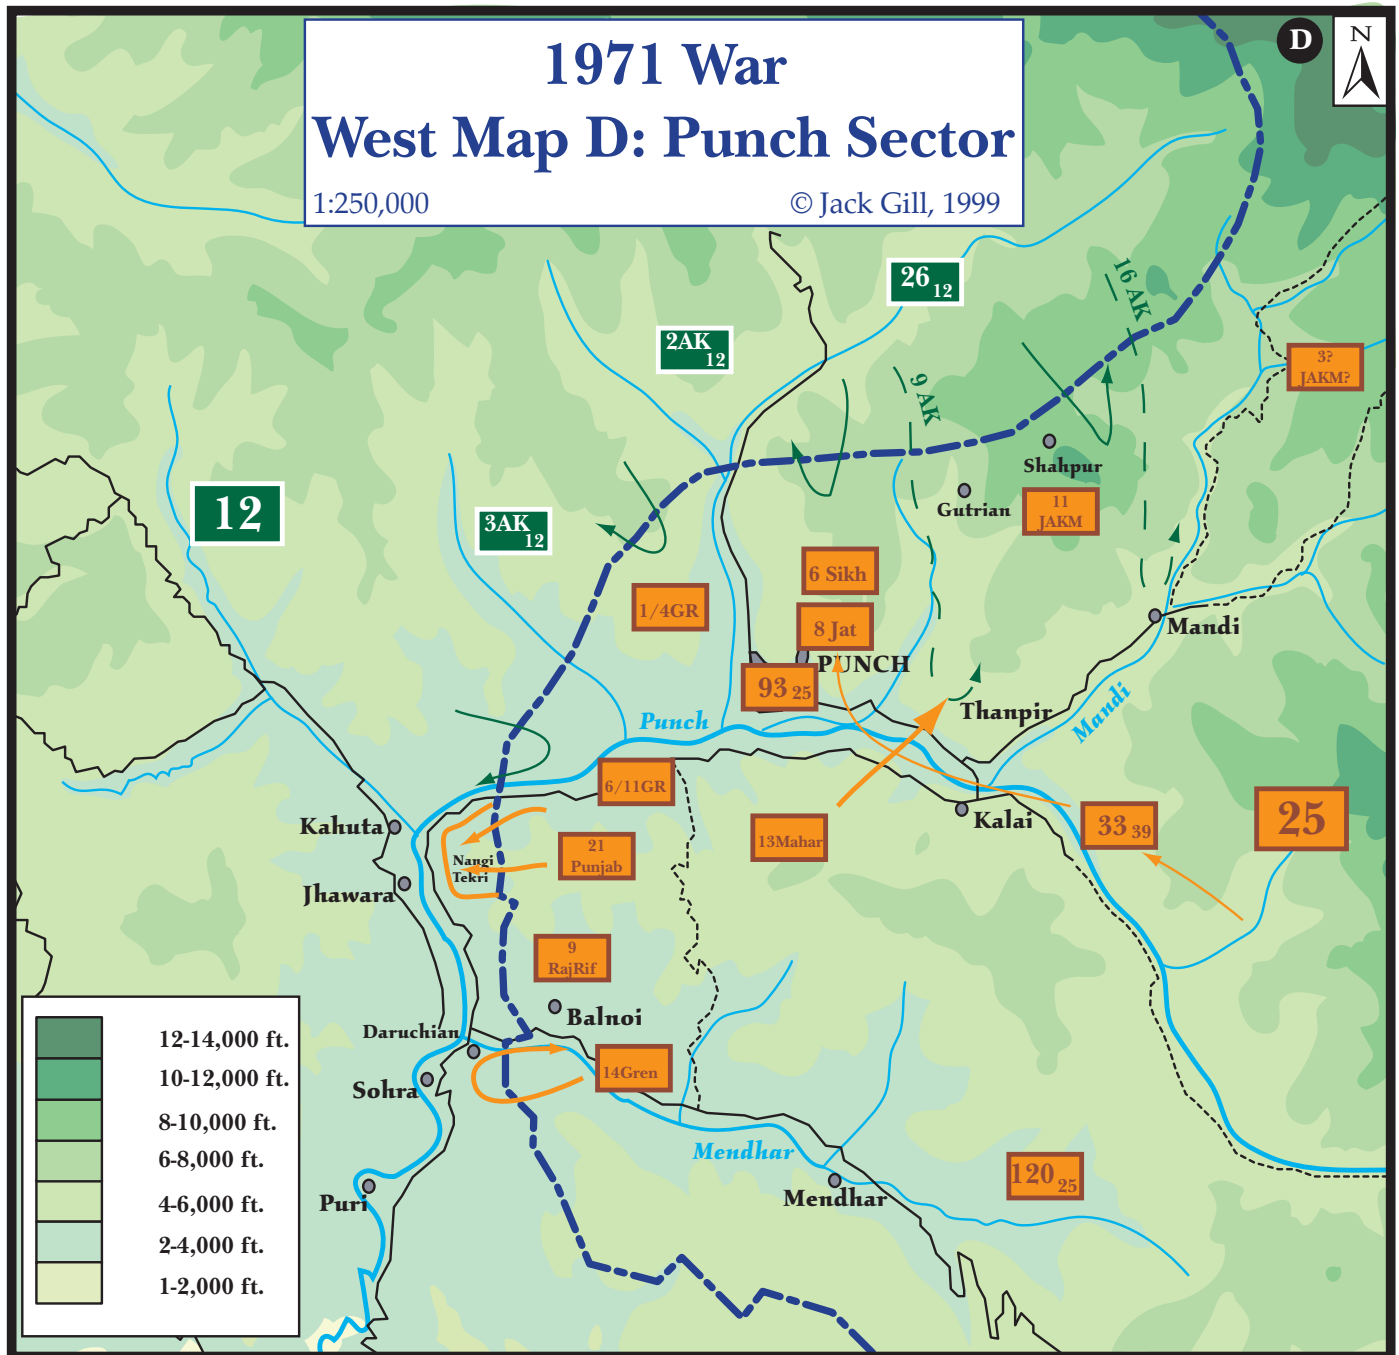 1971 War
West Map D: Punch Sector
1:250,000
© Jack Gill, 1999
D
N
26 12
16 AK
2AK 12
3?
JAKM?
9 AK
12
3AK 12
Shahpur
Gutrian
11
JAKM
6 Sikh
1/4GR
8 Jat
Mandi
PUNCH
93 25
Thanpir
Punch
Mandi
6/11GR
Kahuta
13Mahar
Kalai
33 39
25
21
Punjab
Nangi
Tekri
Jhawara
9
RajRif
Balnoi
Daruchian
14Gren
Sohra
Mendhar
120 25
Mendhar
Puri
12-14,000 ft.
10-12,000 ft.
8-10,000 ft.
6-8,000 ft.
4-6,000 ft.
2-4,000 ft.
1-2,000 ft.